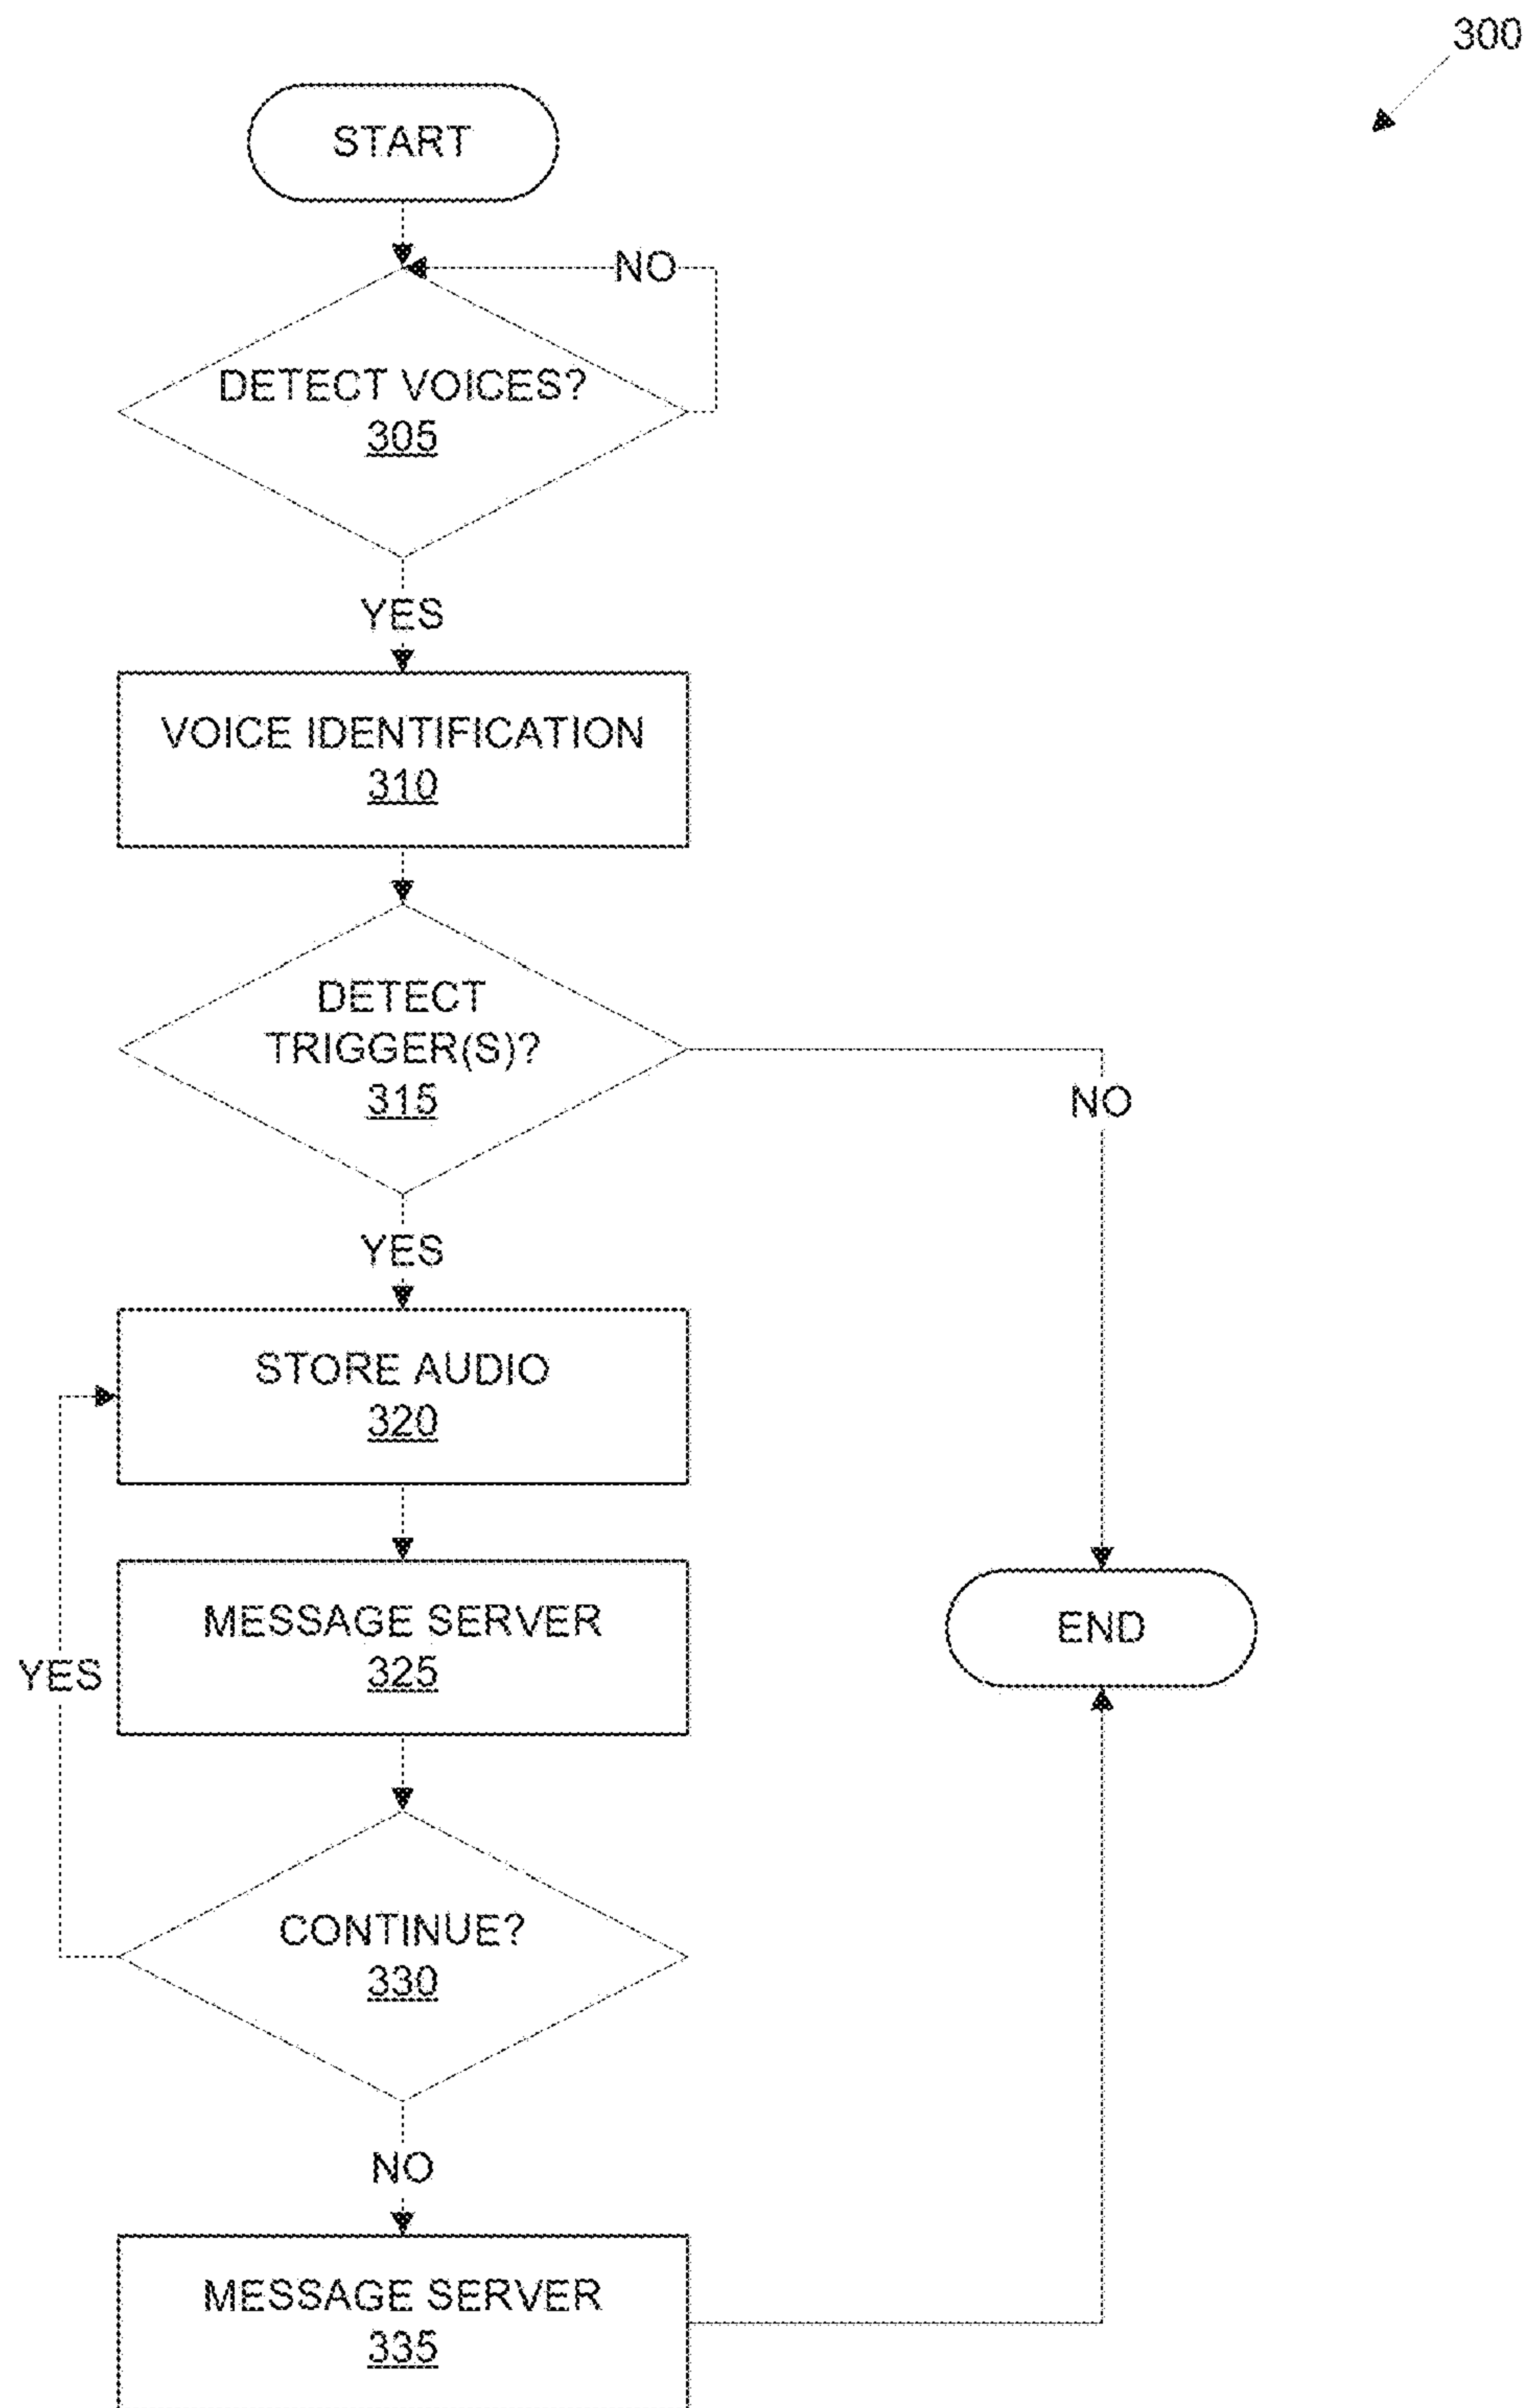 300
START
NO
DETECT VOICES?
305
YES
VOICE IDENTIFICATION
310
DETECT
TRIGGER(S)?
315
NO
YES
STORE AUDIO
320
MESSAGE SERVER
325
END
YES
CONTINUE?
330
NO
MESSAGE SERVER
335